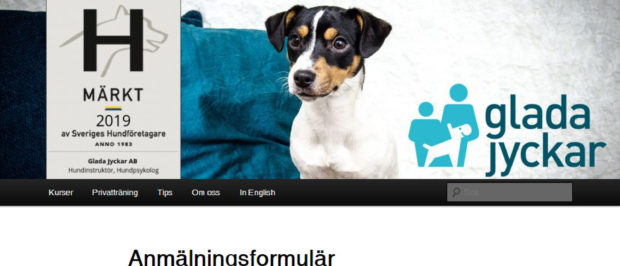 H
MÄRKT
2019
av Sveriges Hundföretagare
ANNO 1983
Glada Jyckar AB
Hundinstruktör, Hundpsykolog
glada
jyckar
Kurser Privatträning Tips Om oss In English
Anmälningsformulär